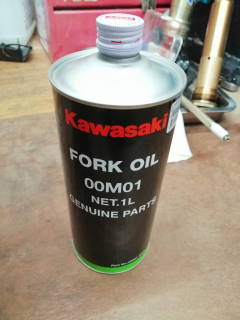 Kawasaki
FORK OIL
00M01
NET.1L
GENUINE PARTS